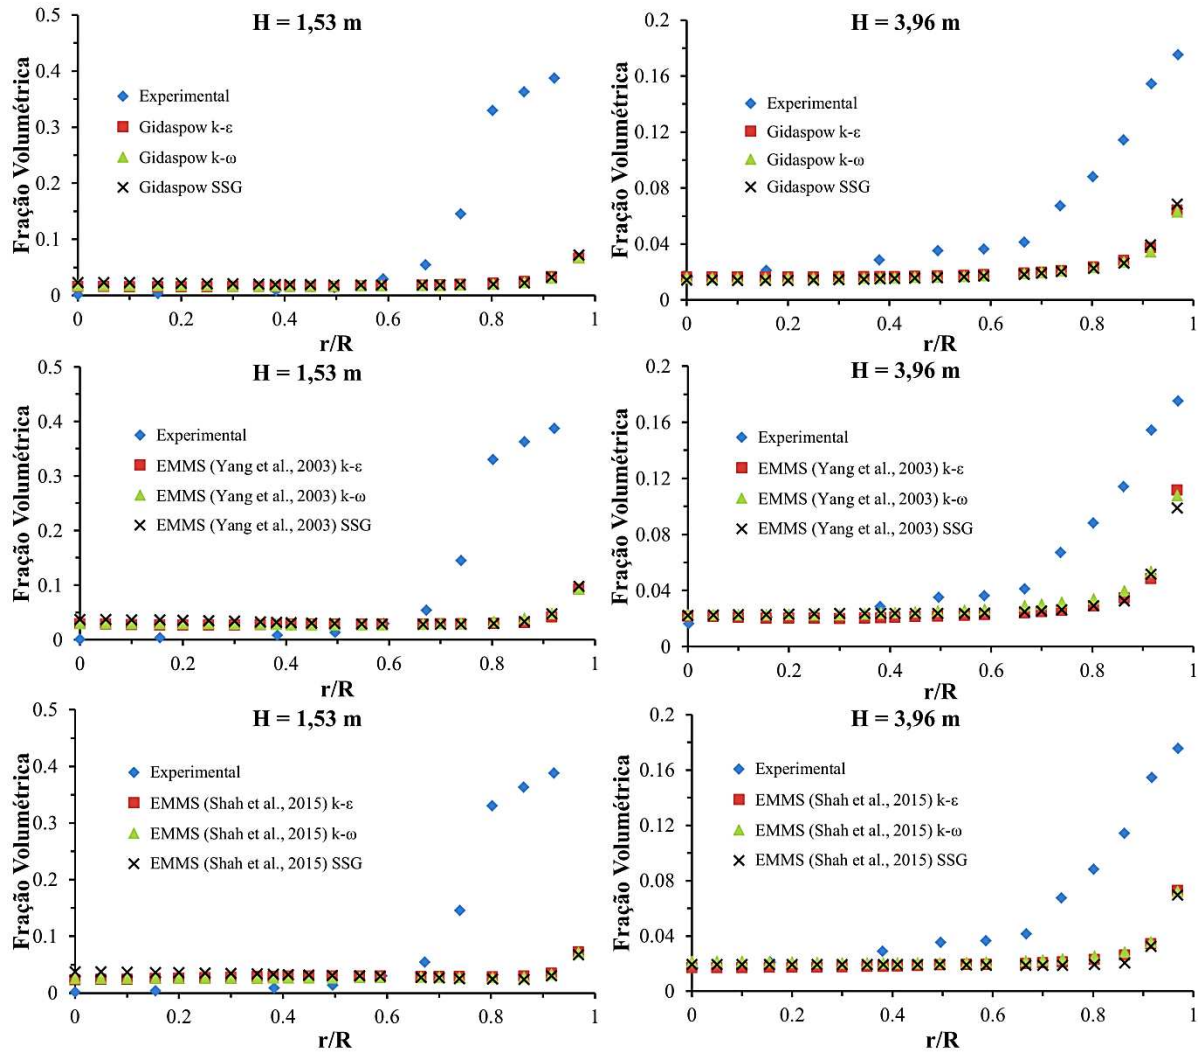 H = 1,53 m
Fração Volumétrica
0.5
0.4
0.3
0.2
0.1
0
Experimental
Gidaspow k-ε
Gidaspow k-ω
Gidaspow SSG
0 0.2 0.4 0.6 0.8 1
r/R
H = 3,96 m
Fração Volumétrica
0.2
0.16
0.12
0.08
0.04
0
Experimental
Gidaspow k-ε
Gidaspow k-ω
Gidaspow SSG
0 0.2 0.4 0.6 0.8 1
r/R
H = 1,53 m
Fração Volumétrica
0.5
0.4
0.3
0.2
0.1
0
Experimental
EMMS (Yang et al., 2003) k-ε
EMMS (Yang et al., 2003) k-ω
EMMS (Yang et al., 2003) SSG
0 0.2 0.4 0.6 0.8 1
r/R
H = 3,96 m
Fração Volumétrica
0.2
0.16
0.12
0.08
0.04
0
Experimental
EMMS (Yang et al., 2003) k-ε
EMMS (Yang et al., 2003) k-ω
EMMS (Yang et al., 2003) SSG
0 0.2 0.4 0.6 0.8 1
r/R
H = 1,53 m
Fração Volumétrica
0.5
0.4
0.3
0.2
0.1
0
Experimental
EMMS (Shah et al., 2015) k-ε
EMMS (Shah et al., 2015) k-ω
EMMS (Shah et al., 2015) SSG
0 0.2 0.4 0.6 0.8 1
r/R
H = 3,96 m
Fração Volumétrica
0.2
0.16
0.12
0.08
0.04
0
Experimental
EMMS (Shah et al., 2015) k-ε
EMMS (Shah et al., 2015) k-ω
EMMS (Shah et al., 2015) SSG
0 0.2 0.4 0.6 0.8 1
r/R